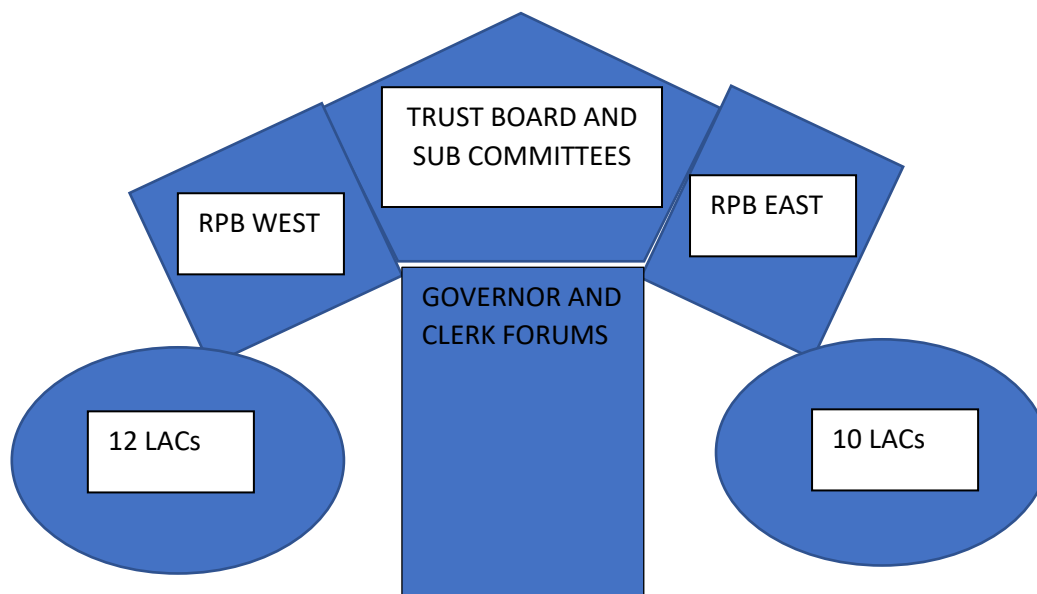 TRUST BOARD AND
SUB COMMITTEES
RPB WEST
RPB EAST
GOVERNOR AND
CLERK FORUMS
12 LACs
10 LACs